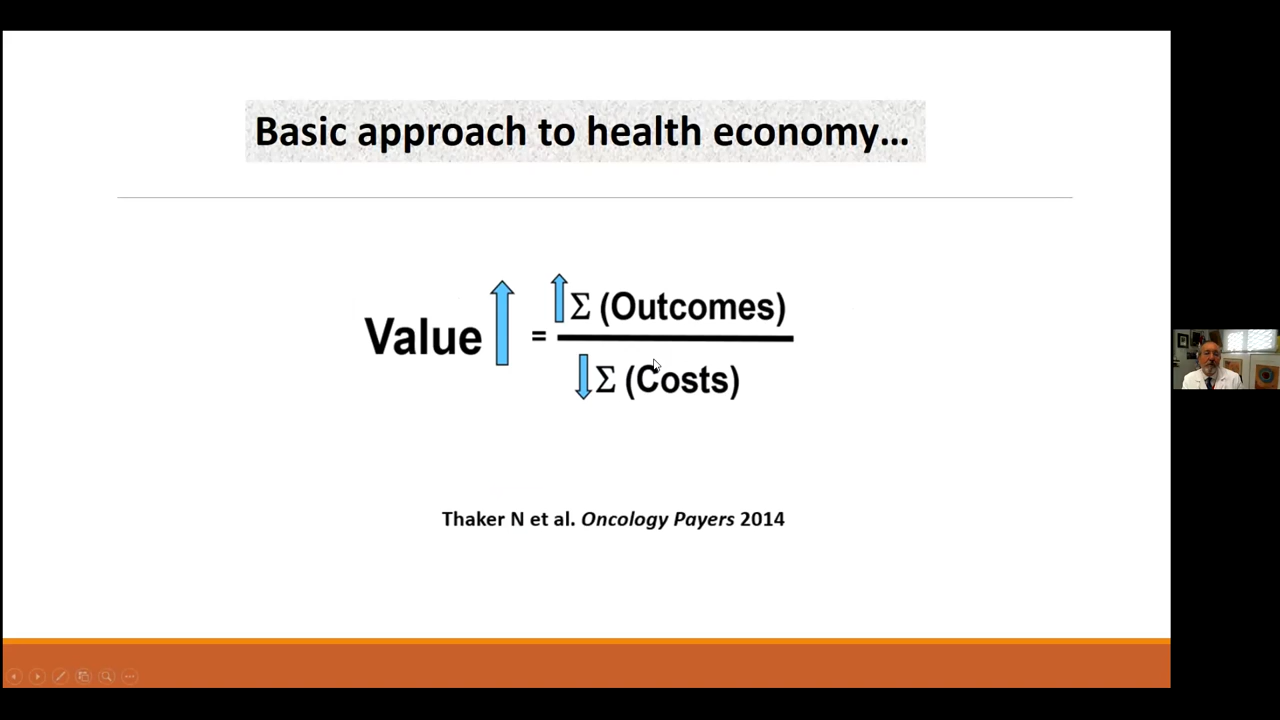 Basic approach to health economy...
Value = Σ (Outcomes)
Σ (Costs)
Thaker N et al. Oncology Payers 2014